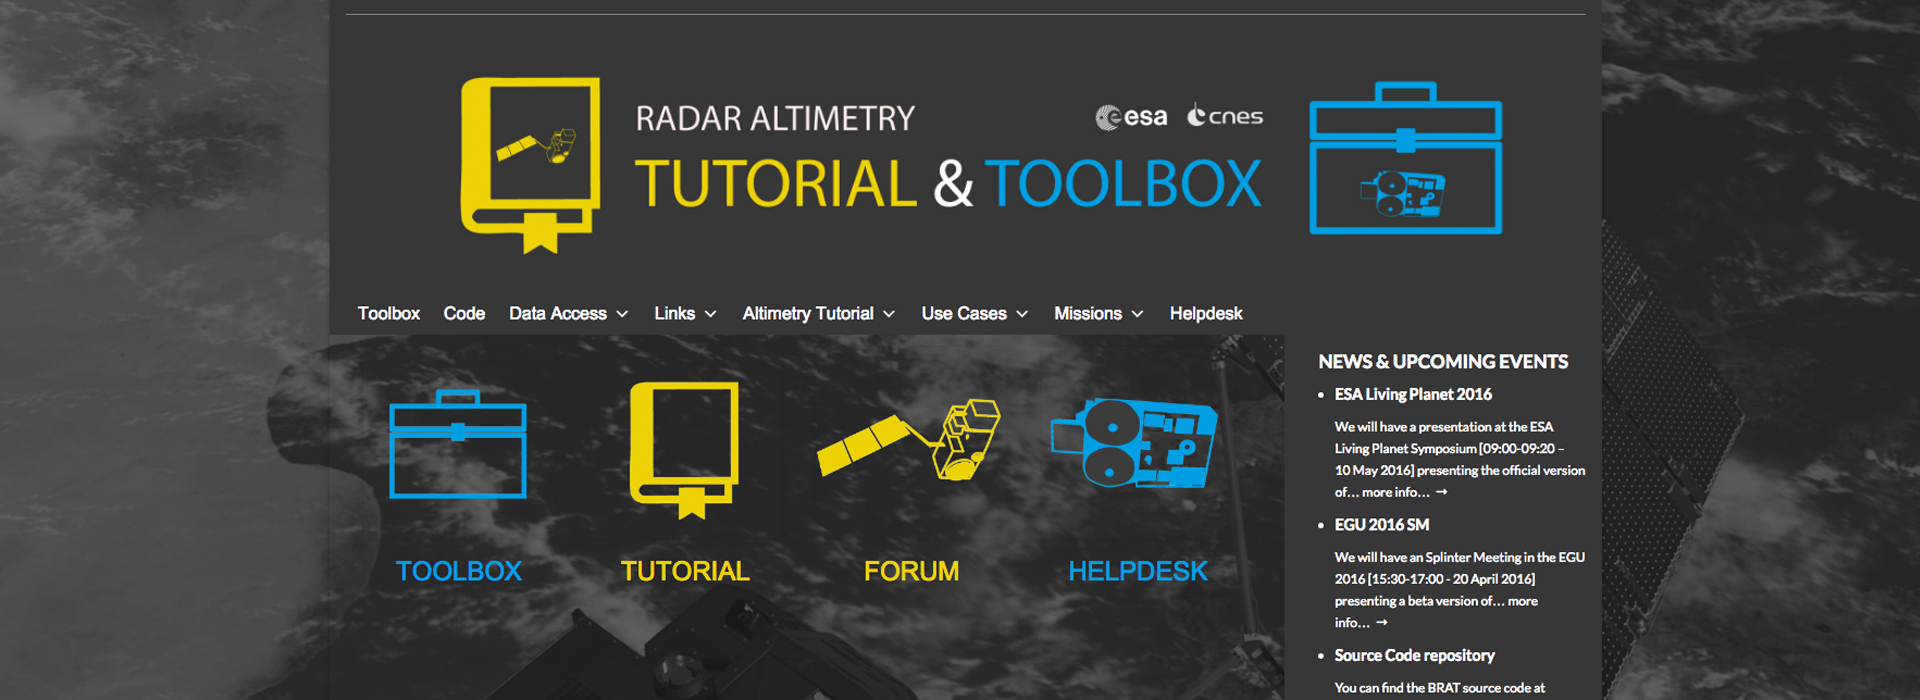 RADAR ALTIMETRY
esa cnes
TUTORIAL & TOOLBOX
Toolbox Code Data Access Links Altimetry Tutorial Use Cases Missions Helpdesk
TOOLBOX TUTORIAL FORUM HELPDESK
NEWS & UPCOMING EVENTS
• ESA Living Planet 2016
We will have a presentation at the ESA
Living Planet Symposium [09:00-09:20 –
10 May 2016] presenting the official version
of… more info… →
• EGU 2016 SM
We will have an Splinter Meeting in the EGU
2016 [15:30-17:00 - 20 April 2016]
presenting a beta version of… more
info… →
• Source Code repository
You can find the BRAT source code at